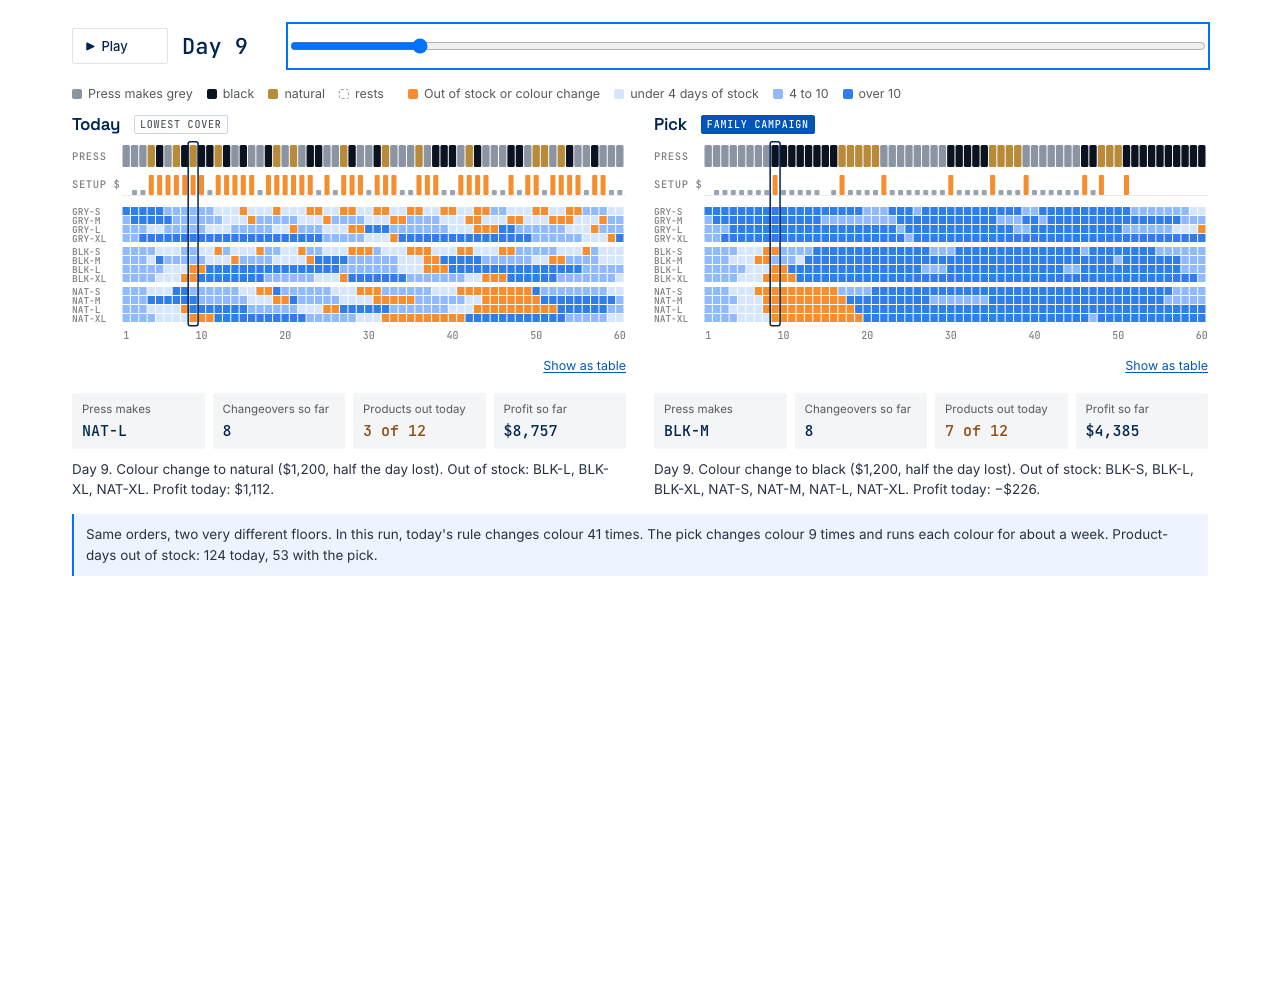 ▶ Play
Day 9
Press makes grey black natural rests Out of stock or colour change under 4 days of stock 4 to 10 over 10
Today LOWEST COVER
PRESS
SETUP $
GRY-S
GRY-M
GRY-L
GRY-XL
BLK-S
BLK-M
BLK-L
BLK-XL
NAT-S
NAT-M
NAT-L
NAT-XL
1 10 20 30 40 50 60
Show as table
Pick FAMILY CAMPAIGN
PRESS
SETUP $
GRY-S
GRY-M
GRY-L
GRY-XL
BLK-S
BLK-M
BLK-L
BLK-XL
NAT-S
NAT-M
NAT-L
NAT-XL
1 10 20 30 40 50 60
Show as table
Press makes
NAT-L
Changeovers so far
8
Products out today
3 of 12
Profit so far
$8,757
Day 9. Colour change to natural ($1,200, half the day lost). Out of stock: BLK-L, BLK-
XL, NAT-XL. Profit today: $1,112.
Press makes
BLK-M
Changeovers so far
8
Products out today
7 of 12
Profit so far
$4,385
Day 9. Colour change to black ($1,200, half the day lost). Out of stock: BLK-S, BLK-L,
BLK-XL, NAT-S, NAT-M, NAT-L, NAT-XL. Profit today: −$226.
Same orders, two very different floors. In this run, today's rule changes colour 41 times. The pick changes colour 9 times and runs each colour for about a week. Product-
days out of stock: 124 today, 53 with the pick.